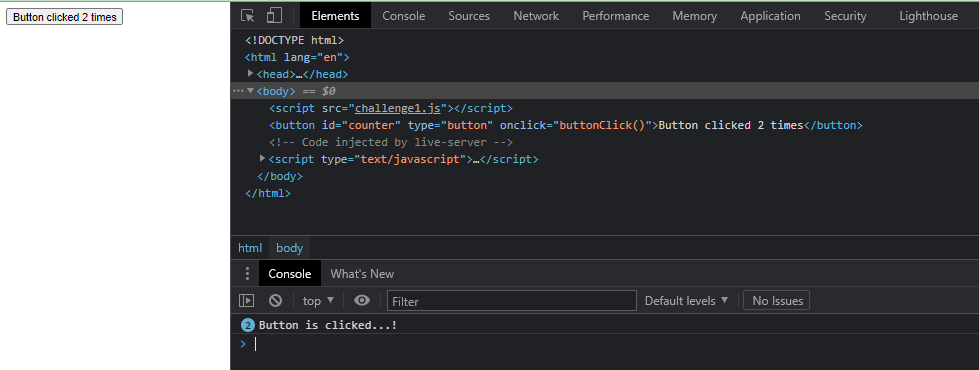 Button clicked 2 times
Elements Console Sources Network Performance Memory Application Security Lighthouse
<!DOCTYPE html>
<html lang="en">
<head>…</head>
<body> == $0
<script src="challenge1.js"></script>
<button id="counter" type="button" onclick="buttonClick()">Button clicked 2 times</button>
<!-- Code injected by live-server -->
<script type="text/javascript">…</script>
</body>
</html>
html body
Console What's New
top Filter Default levels No Issues
2 Button is clicked...!